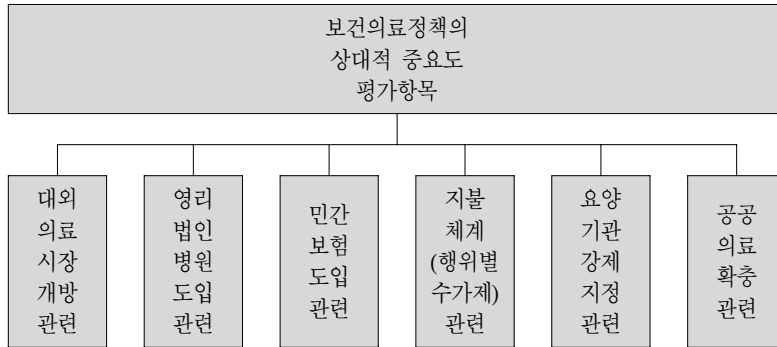 보건의료정책의
상대적 중요도
평가항목
대외
의료
시장
개방
관련
영리
법인
병원
도입
관련
민간
보험
도입
관련
지불
체계
(행위별
수가제)
관련
요양
기관
강제
지정
관련
공공
의료
확충
관련